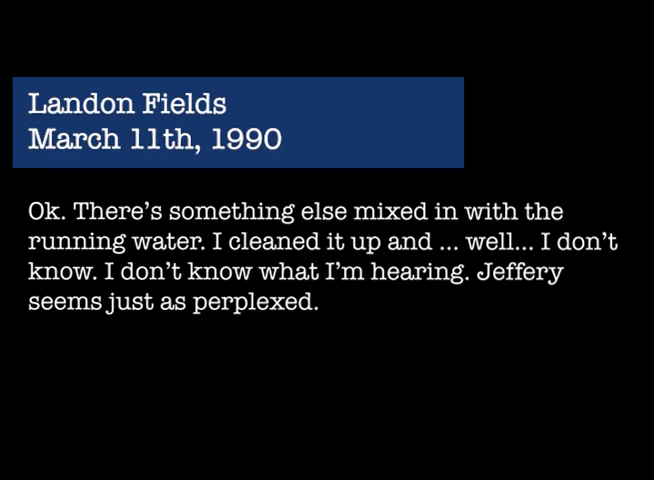 Landon Fields
March 11th, 1990
Ok. There's something else mixed in with the
running water. I cleaned it up and ... well... I don't
know. I don't know what I'm hearing. Jeffery
seems just as perplexed.